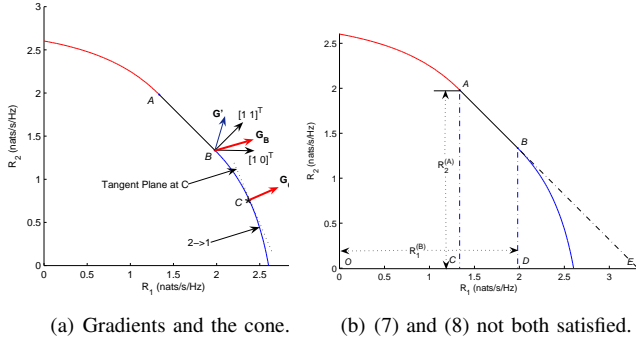 3
2.5
2
1.5
1
0.5
0
R2 (nats/s/Hz)
A
G'
[1 1]^T
G_B
B
[1 0]^T
Tangent Plane at C
C
G
2->1
0 0.5 1 1.5 2 2.5
R1 (nats/s/Hz)
(a) Gradients and the cone.
2.5
2
1.5
1
0.5
0
R2 (nats/s/Hz)
A
B
R2^(A)
R1^(B)
O C D E
0 0.5 1 1.5 2 2.5 3
R1 (nats/s/Hz)
(b) (7) and (8) not both satisfied.